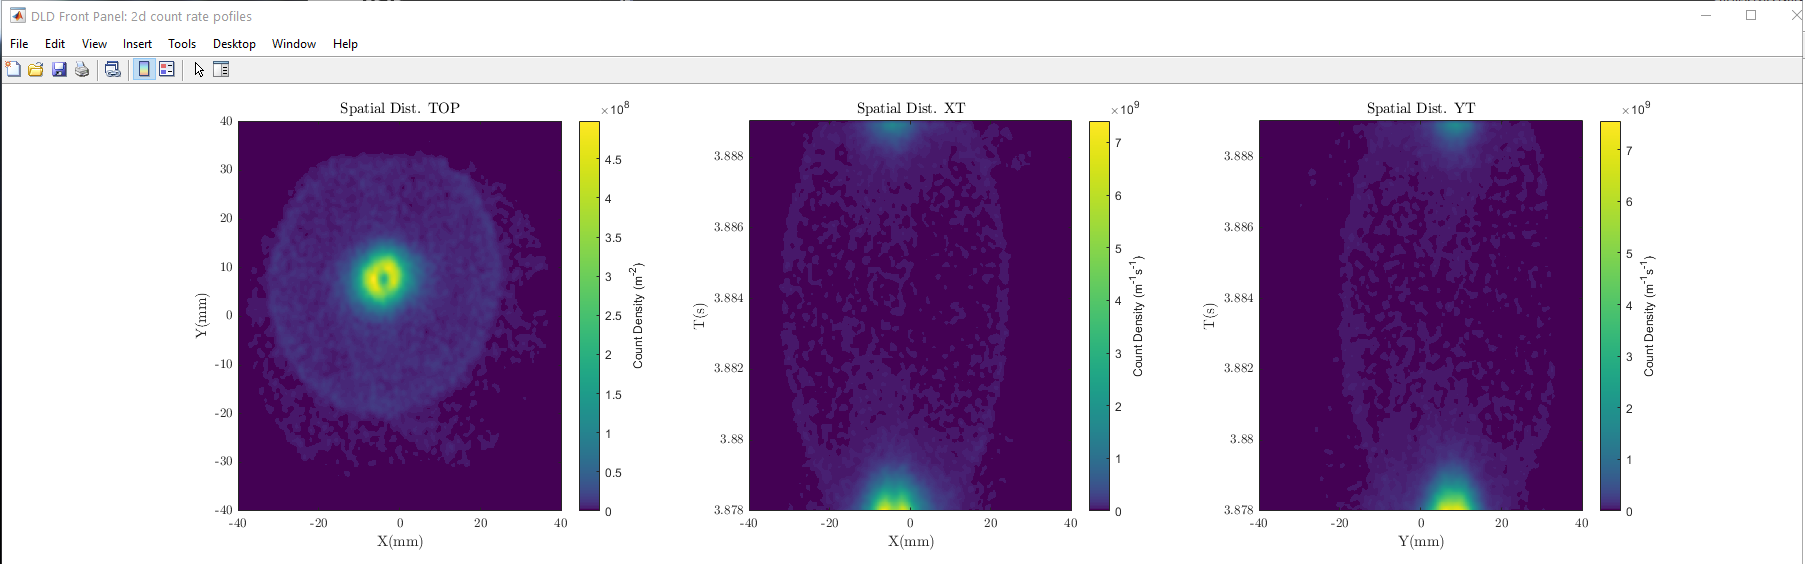 DLD Front Panel: 2d count rate pofiles
File Edit View Insert Tools Desktop Window Help
Spatial Dist. TOP
×10^8
40
30
20
10
0
-10
-20
-30
-40
Y(mm)
-40 -20 0 20 40
X(mm)
4.5
4
3.5
3
2.5
2
1.5
1
0.5
0
Count Density (m^-2)
Spatial Dist. XT
×10^9
3.888
3.886
3.884
3.882
3.88
3.878
T(s)
-40 -20 0 20 40
X(mm)
7
6
5
4
3
2
1
0
Count Density (m^-1s^-1)
Spatial Dist. YT
×10^9
3.888
3.886
3.884
3.882
3.88
3.878
T(s)
-40 -20 0 20 40
Y(mm)
7
6
5
4
3
2
1
0
Count Density (m^-1s^-1)